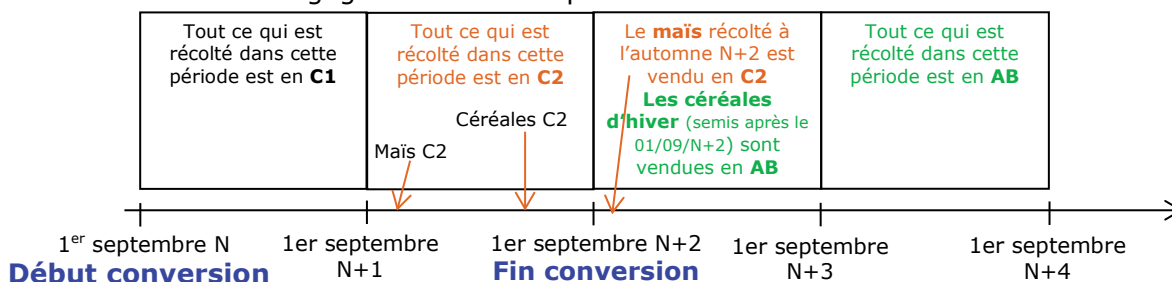 Tout ce qui est
récolté dans cette
période est en C1
Tout ce qui est
récolté dans cette
période est en C2
Maïs C2
Céréales C2
Le maïs récolté à
l'automne N+2 est
vendu en C2
Les céréales
d'hiver (semis après le
01/09/N+2) sont
vendues en AB
Tout ce qui est
récolté dans cette
période est en AB
1er septembre N
Début conversion
1er septembre
N+1
1er septembre N+2
Fin conversion
1er septembre
N+3
1er septembre
N+4